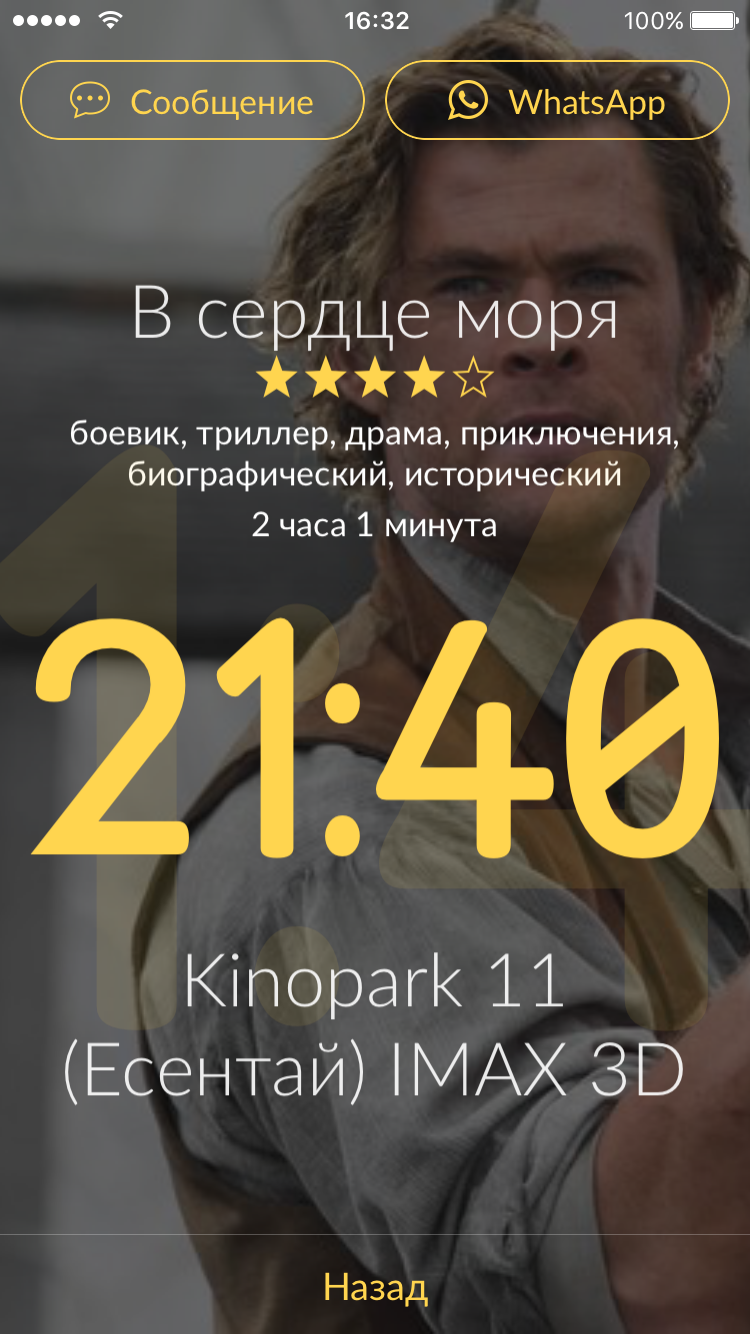 16:32 100%
Сообщение WhatsApp
В сердце моря
боевик, триллер, драма, приключения,
биографический, исторический
2 часа 1 минута
21:40
Kinopark 11
(Есентай) IMAX 3D
Назад